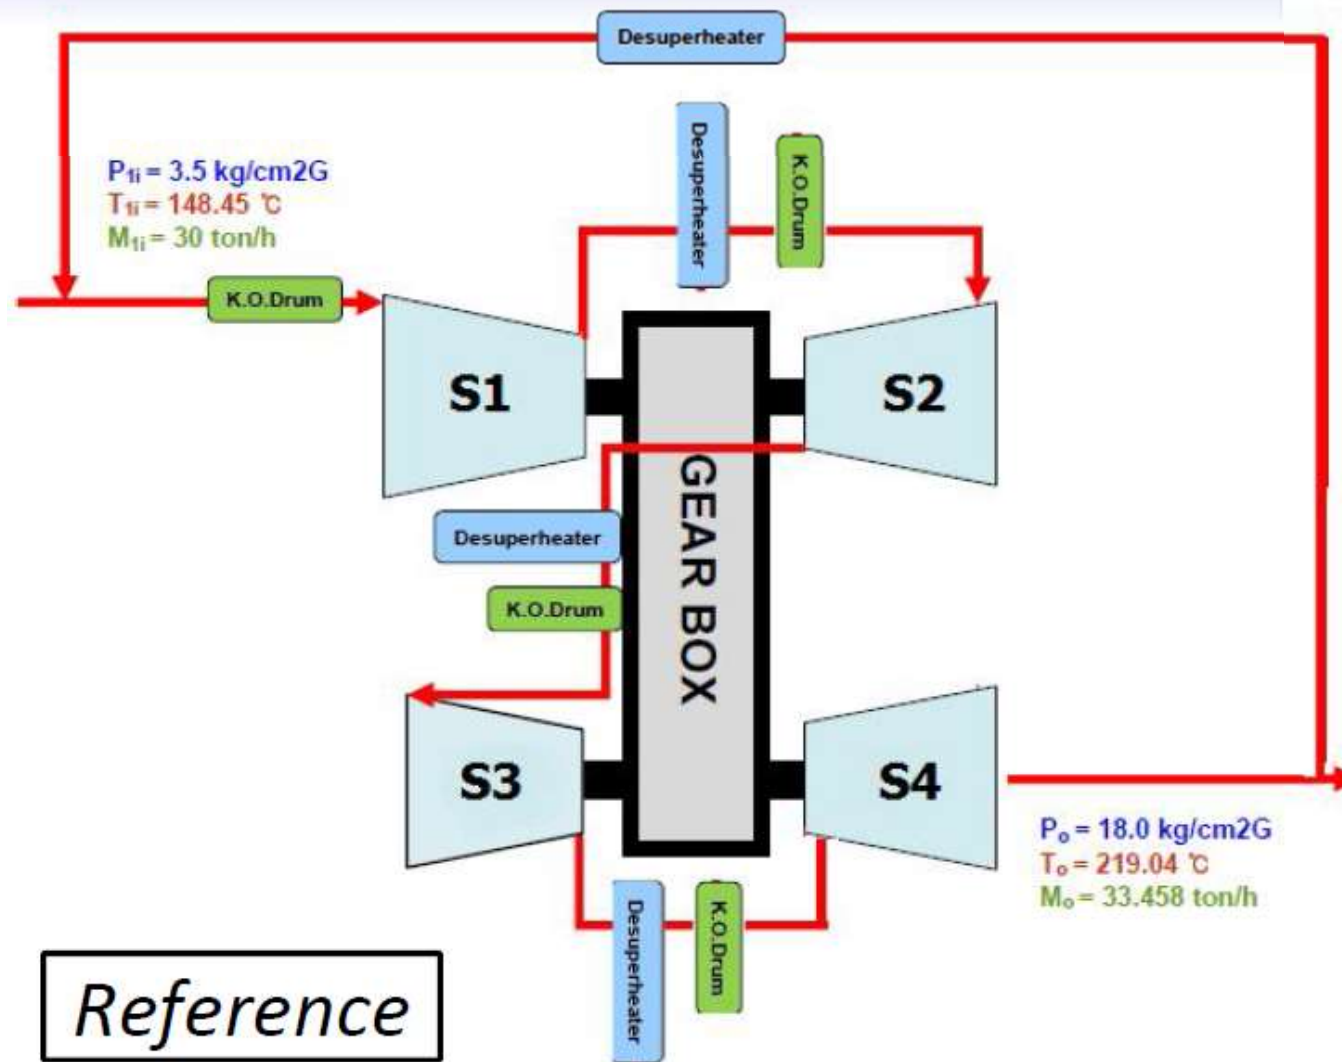 Desuperheater
P1i = 3.5 kg/cm2G
T1i = 148.45 ℃
M1i = 30 ton/h
Desuperheater
K.O.Drum
K.O.Drum
S1
S2
GEAR BOX
Desuperheater
K.O.Drum
S3
S4
Po = 18.0 kg/cm2G
To = 219.04 ℃
Mo = 33.458 ton/h
Desuperheater
K.O.Drum
Reference